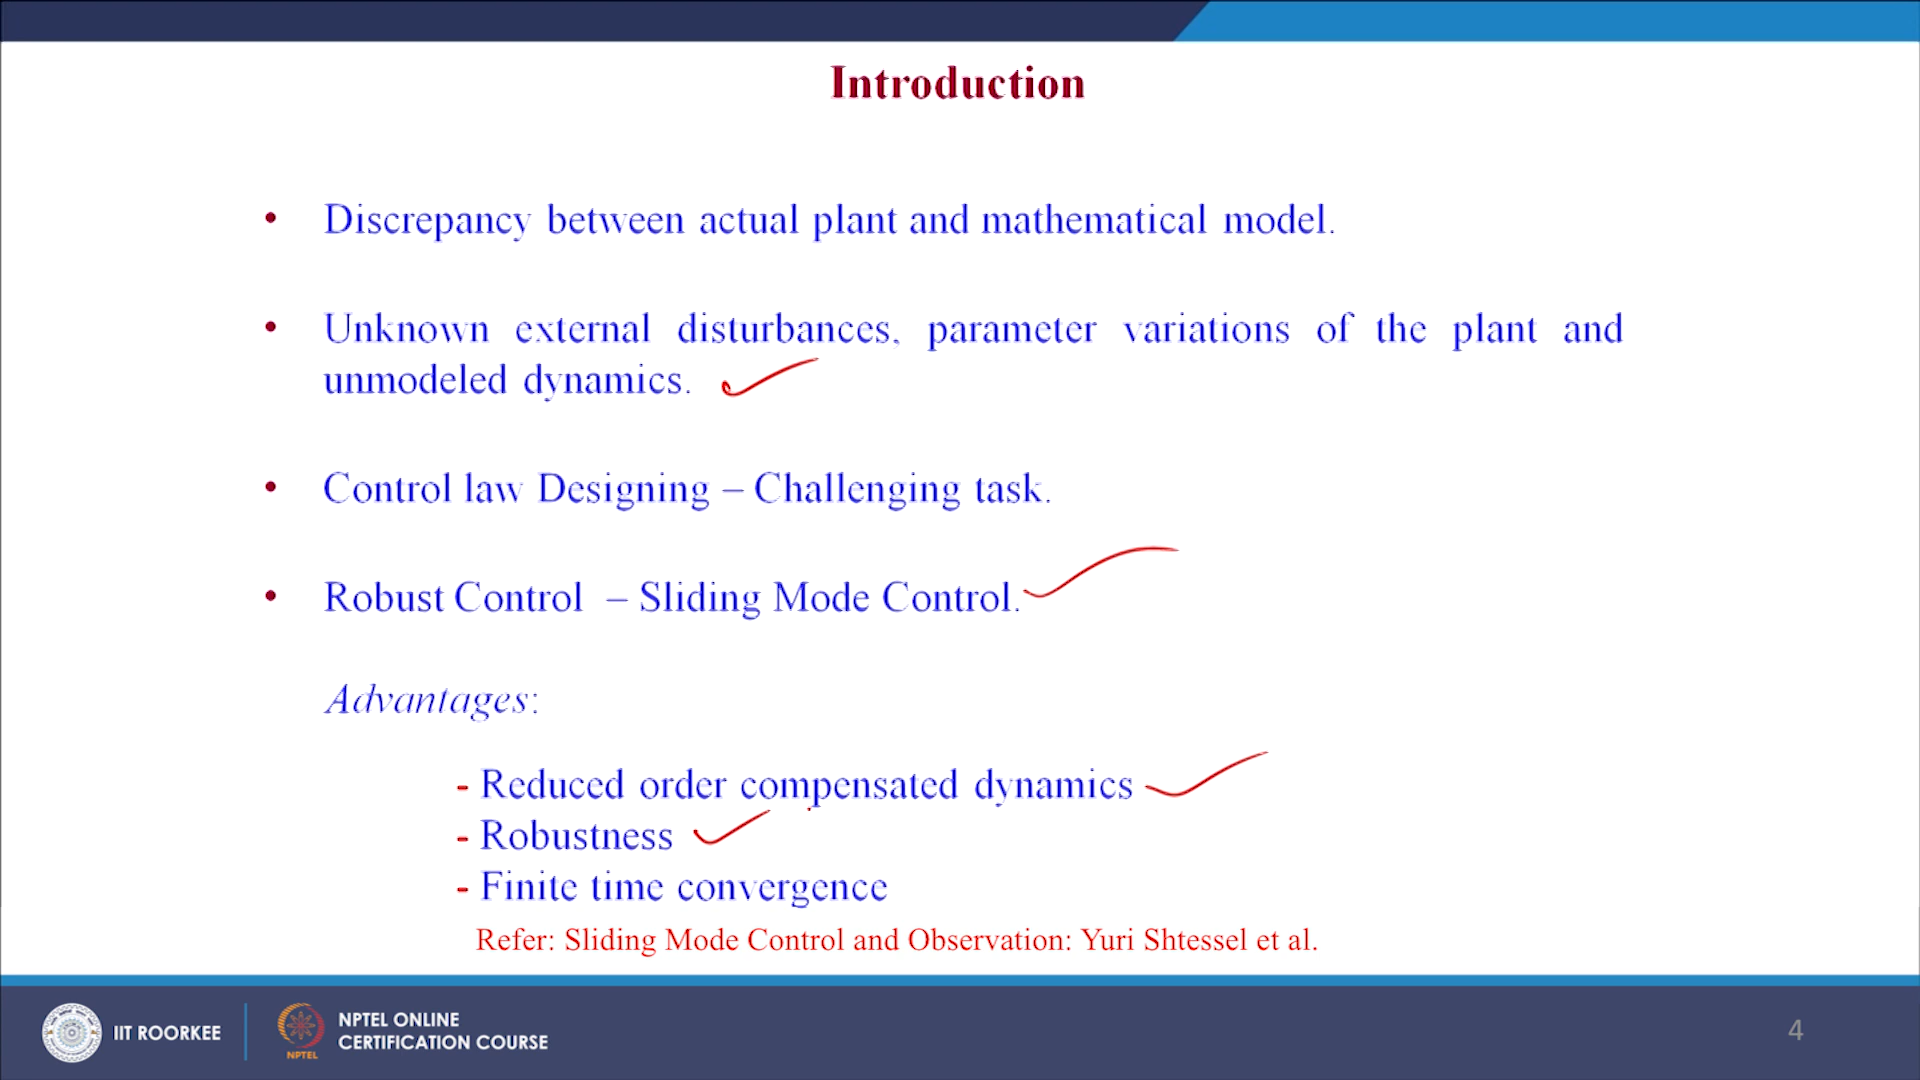 Introduction
• Discrepancy between actual plant and mathematical model.
• Unknown external disturbances, parameter variations of the plant and
unmodeled dynamics.
• Control law Designing – Challenging task.
• Robust Control – Sliding Mode Control.
Advantages:
- Reduced order compensated dynamics
- Robustness
- Finite time convergence
Refer: Sliding Mode Control and Observation: Yuri Shtessel et al.
IIT ROORKEE
NPTEL
NPTEL ONLINE
CERTIFICATION COURSE
4